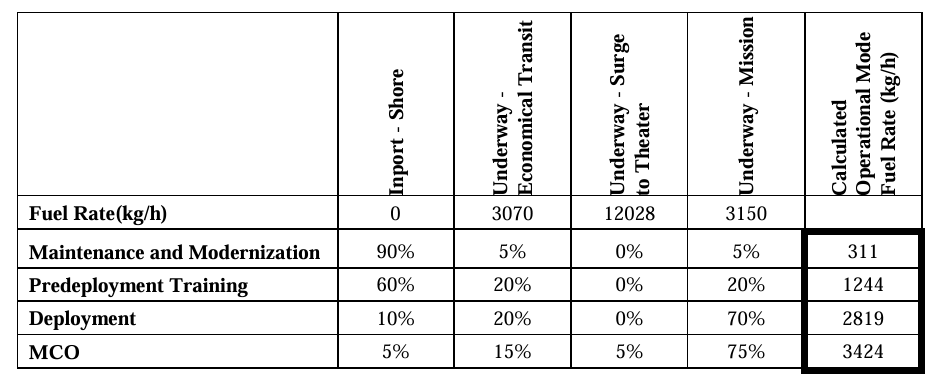 Inport - Shore
Underway -
Economical Transit
Underway - Surge
to Theater
Underway - Mission
Calculated
Operational Mode
Fuel Rate (kg/h)
Fuel Rate(kg/h) 0 3070 12028 3150
Maintenance and Modernization 90% 5% 0% 5% 311
Predeployment Training 60% 20% 0% 20% 1244
Deployment 10% 20% 0% 70% 2819
MCO 5% 15% 5% 75% 3424